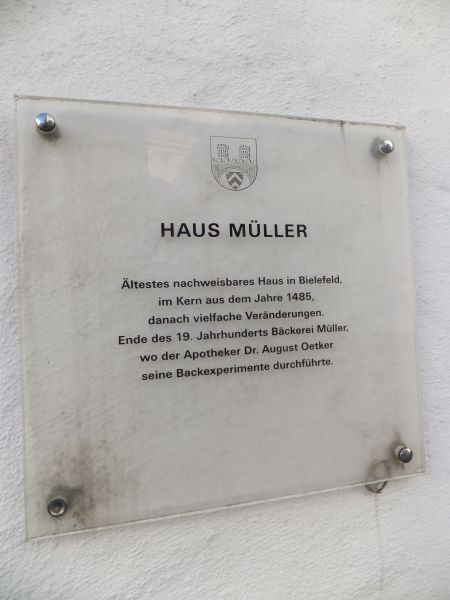 HAUS MÜLLER
Ältestes nachweisbares Haus in Bielefeld,
im Kern aus dem Jahre 1485,
danach vielfache Veränderungen.
Ende des 19. Jahrhunderts Bäckerei Müller,
wo der Apotheker Dr. August Oetker
seine Backexperimente durchführte.